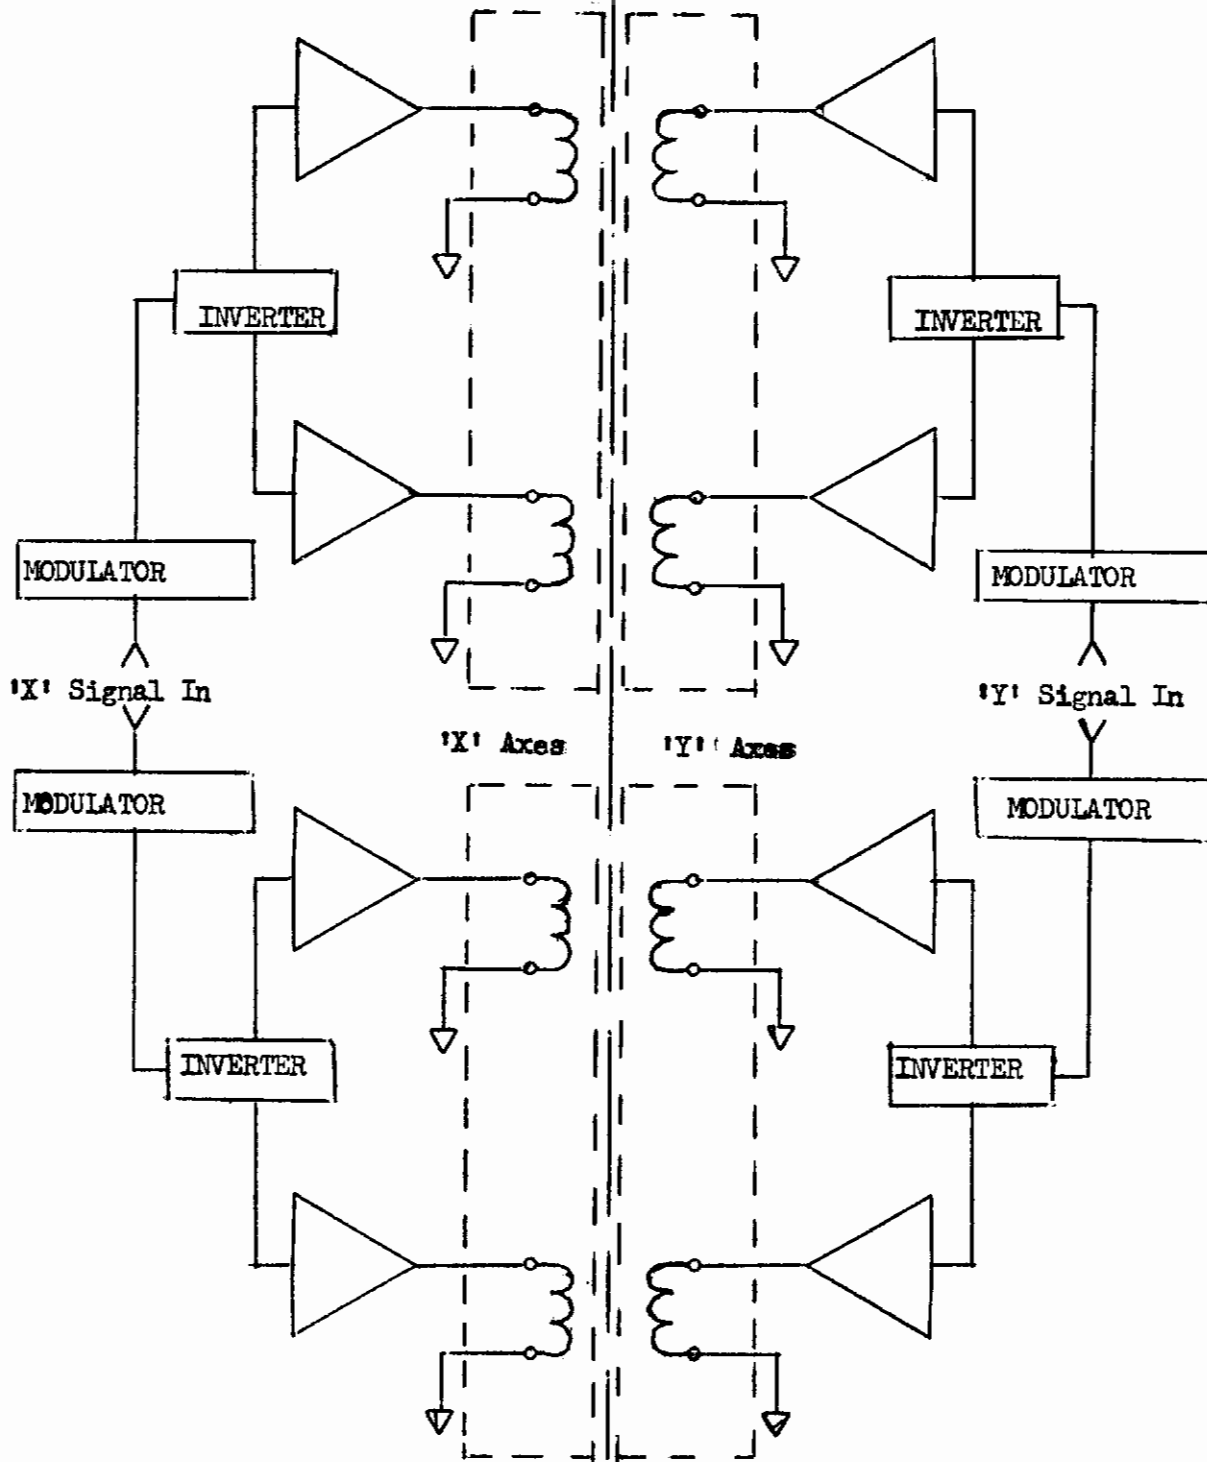 INVERTER
INVERTER
MODULATOR
MODULATOR
'X' Signal In
'Y' Signal In
'X' Axes
'Y' Axes
MODULATOR
MODULATOR
INVERTER
INVERTER